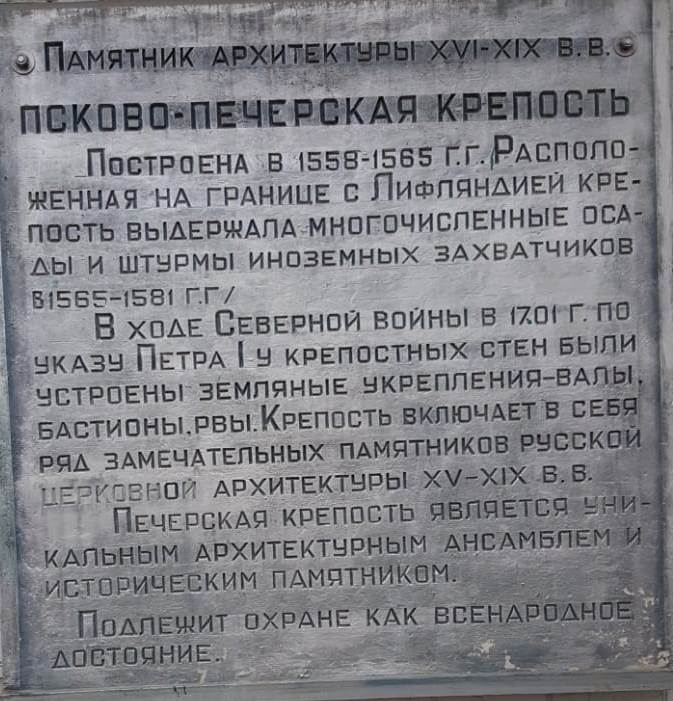 Памятник архитектуры XVI-XIX в.в.
Псково-Печерская крепость
Построена в 1558-1565 г.г. Располо-
женная на границе с Лифляндией кре-
пость выдержала многочисленные оса-
ды и штурмы иноземных захватчиков
в 1565-1581 г.г/
В ходе Северной войны в 1701 г. по
указу Петра I у крепостных стен были
устроены земляные укрепления-валы,
бастионы, рвы. Крепость включает в себя
ряд замечательных памятников русской
церковной архитектуры XV-XIX в.в.
Печерская крепость является уни-
кальным архитектурным ансамблем и
историческим памятником.
Подлежит охране как всенародное
достояние.